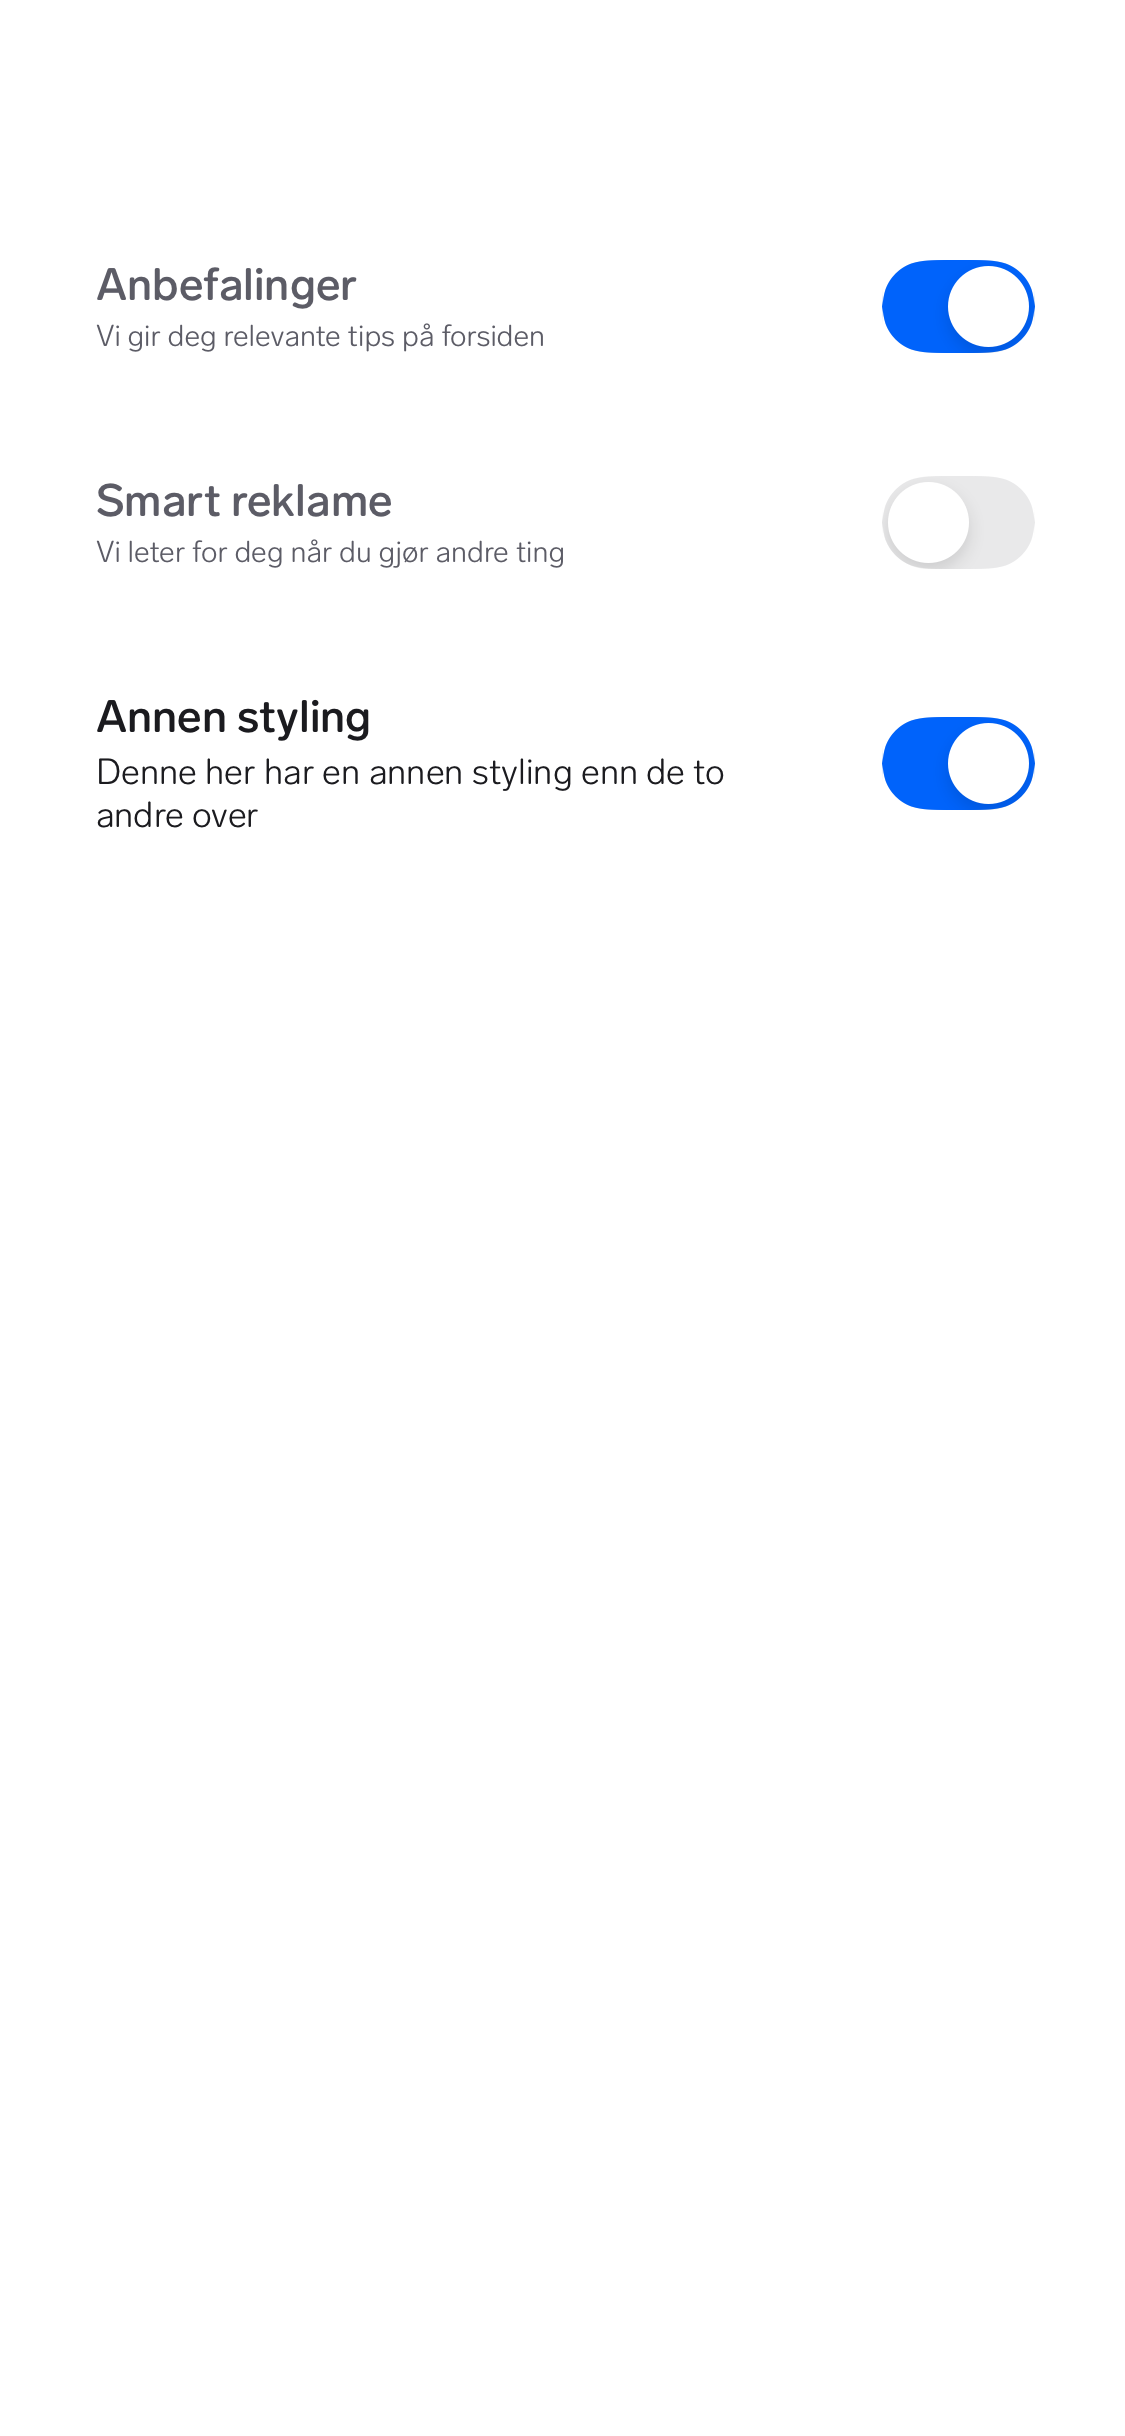 Anbefalinger
Vi gir deg relevante tips på forsiden
Smart reklame
Vi leter for deg når du gjør andre ting
Annen styling
Denne her har en annen styling enn de to
andre over